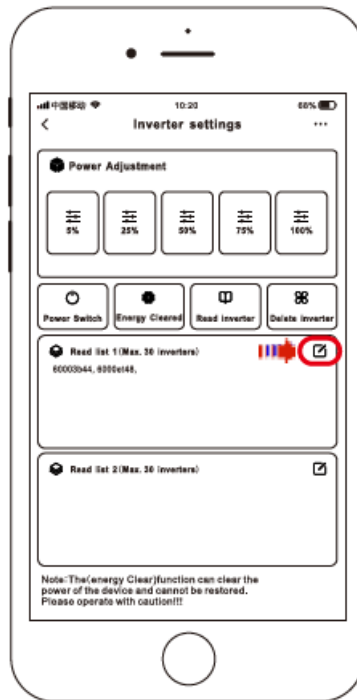 中国移动 10:20 68%
Inverter settings
Power Adjustment
5% 25% 50% 75% 100%
Power Switch Energy Cleared Read inverter Delete inverter
Read list 1(Max. 30 inverters)
60003b44, 6000ef48,
Read list 2(Max. 30 inverters)
Note:The(energy Clear)function can clear the
power of the device and cannot be restored.
Please operate with caution!!!